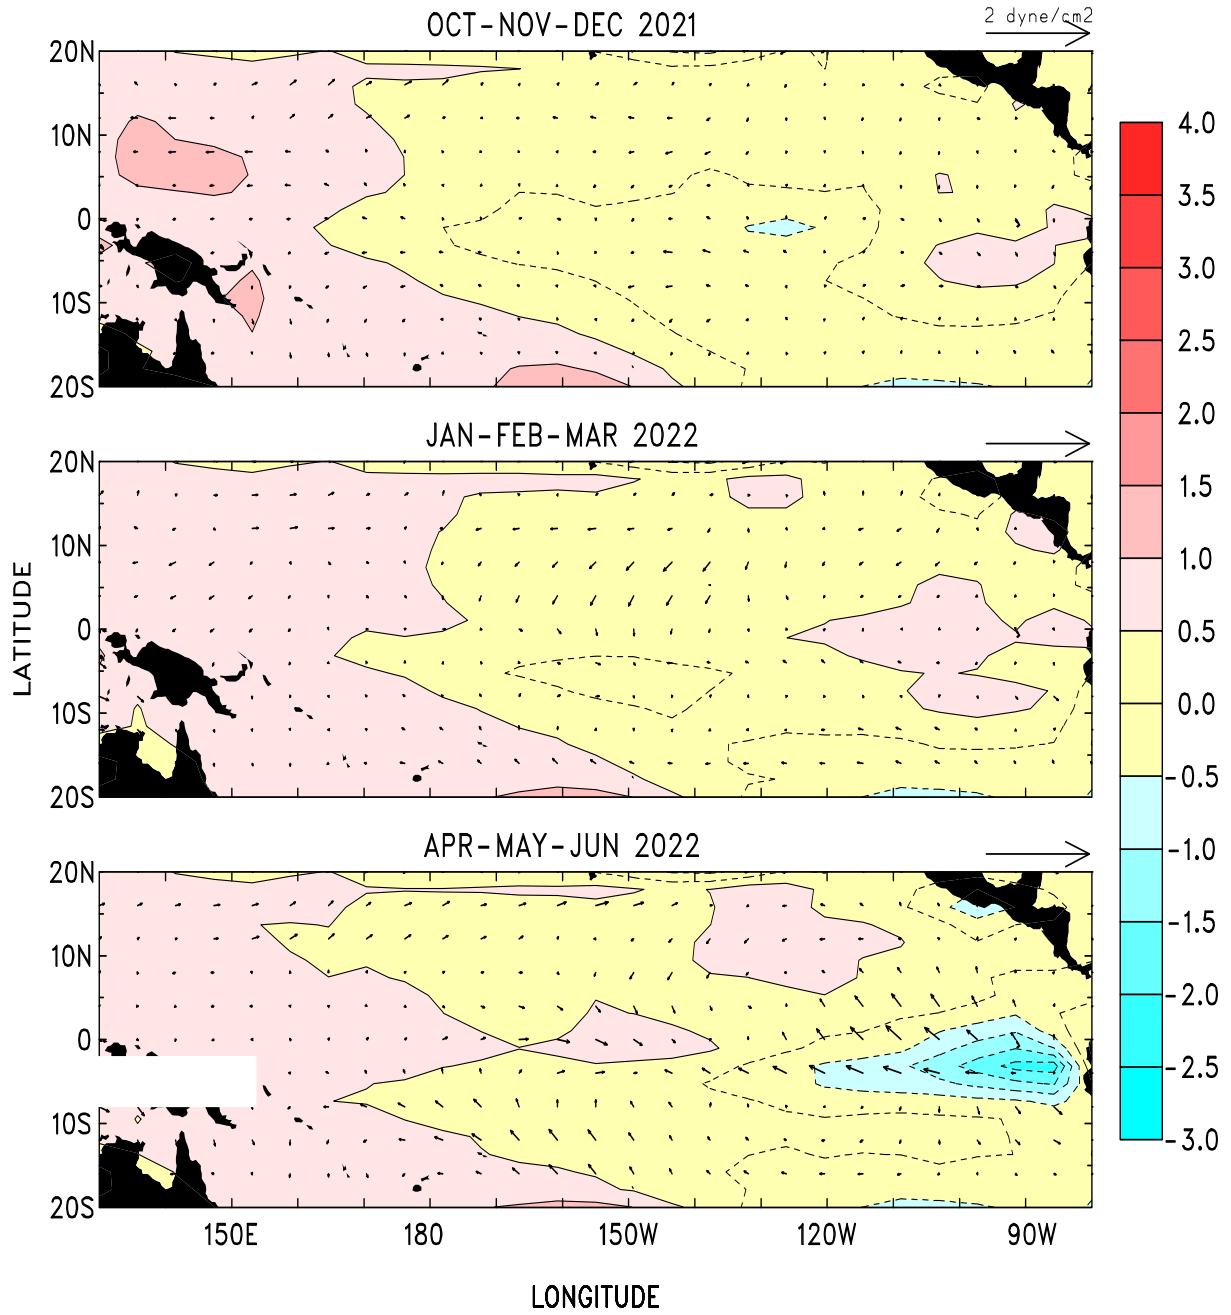 OCT-NOV-DEC 2021
2 dyne/cm2
20N
10N
0
10S
20S
JAN-FEB-MAR 2022
20N
10N
0
10S
20S
LATITUDE
APR-MAY-JUN 2022
20N
10N
0
10S
20S
150E
180
150W
120W
90W
LONGITUDE
4.0
3.5
3.0
2.5
2.0
1.5
1.0
0.5
0.0
-0.5
-1.0
-1.5
-2.0
-2.5
-3.0